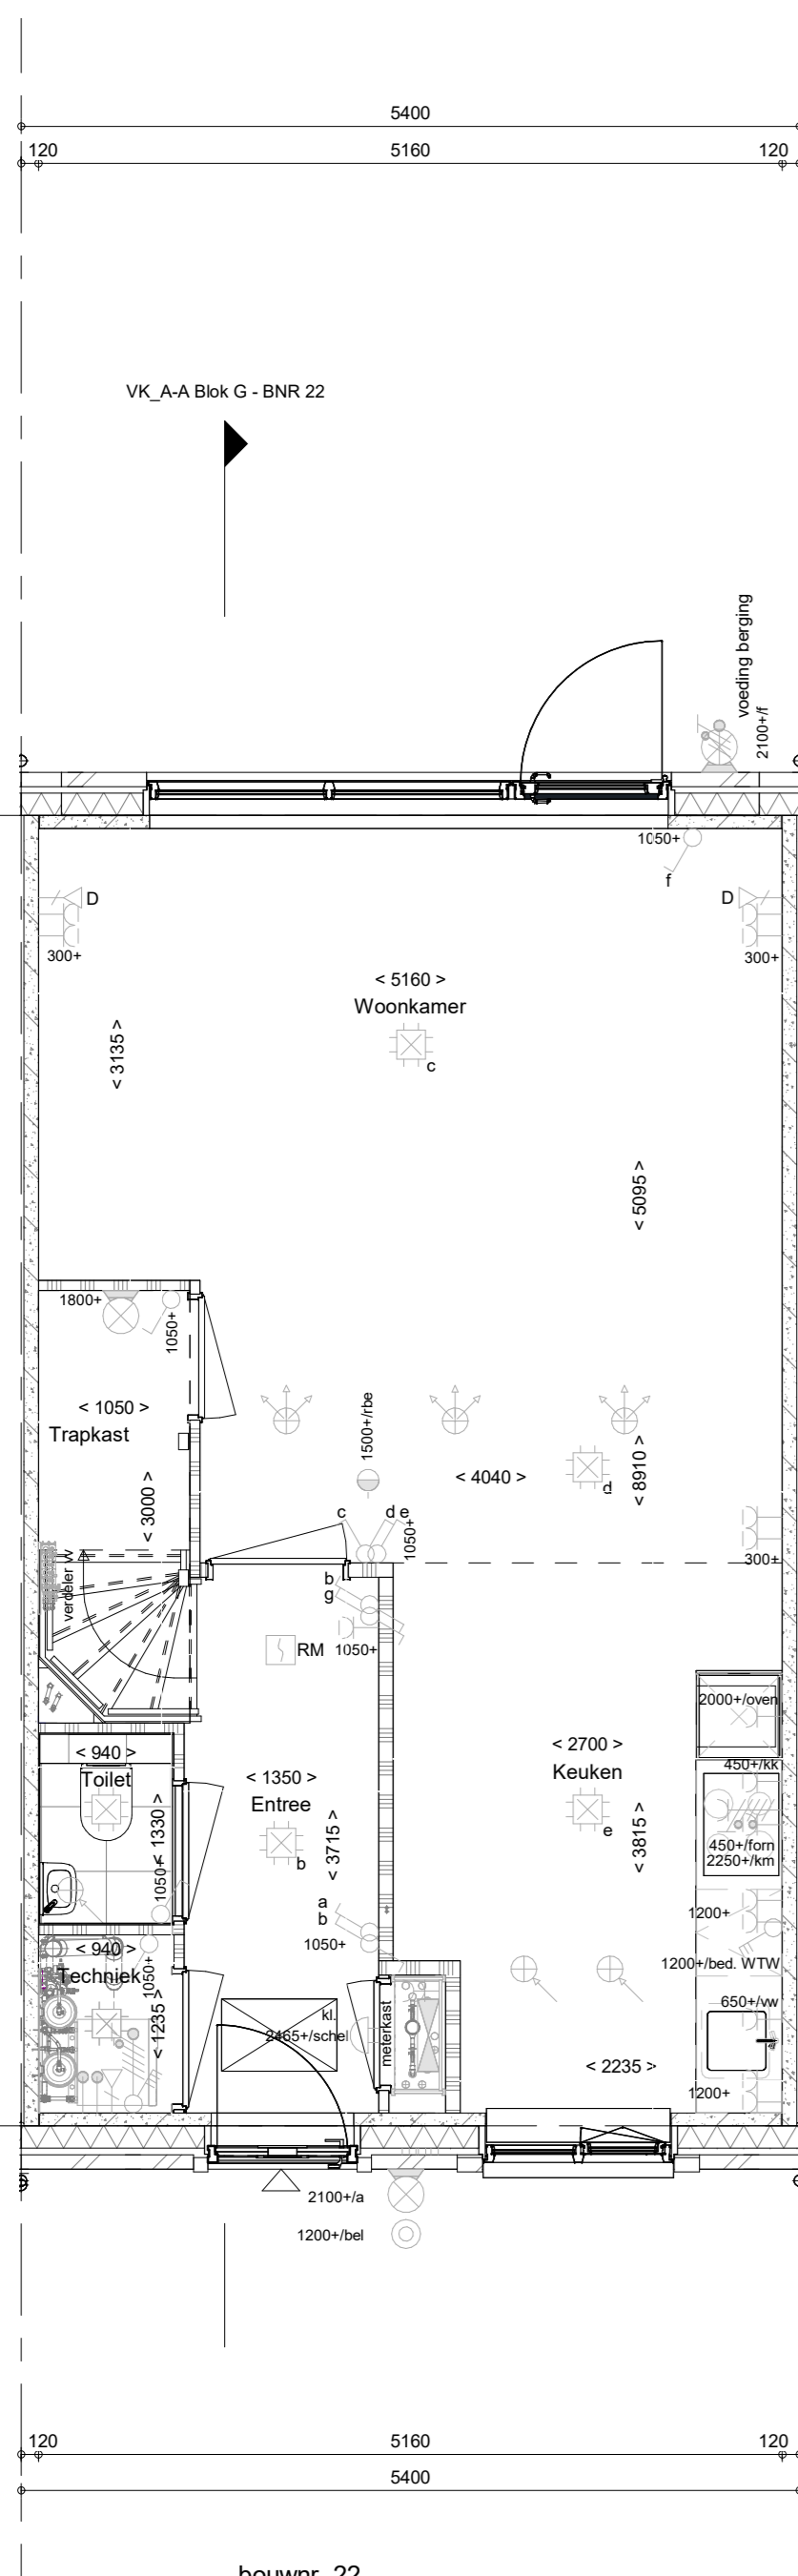 5400
120 5160 120
VK_A-A Blok G - BNR 22
voeding berging
2100+/f
1050+
f
D D
300+ 300+
< 5160 >
Woonkamer
c
< 3135 >
< 5095 >
1800+
1050+
< 1050 >
Trapkast
1500+/rbe
< 3000 >
< 4040 >
d
< 8910 >
c d e
1050+
300+
verdeler vv
b
g
RM 1050+
2000+/oven
< 940 >
Toilet
< 1330 >
1050+
< 1350 >
Entree
b
< 3715 >
< 2700 >
Keuken
e
< 3815 >
450+/kk
450+/forn
2250+/km
a
b
1050+
1200+
1200+/bed. WTW
< 940 >
Techniek
1050+
< 1235 >
kl.
2465+/schel
meterkast
650+/vw
< 2235 >
1200+
2100+/a
1200+/bel
120 5160 120
5400
bouwnr. 22